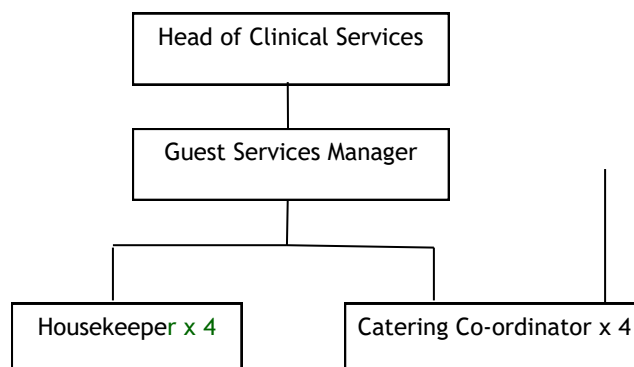 Head of Clinical Services
Guest Services Manager
Housekeeper x 4
Catering Co-ordinator x 4